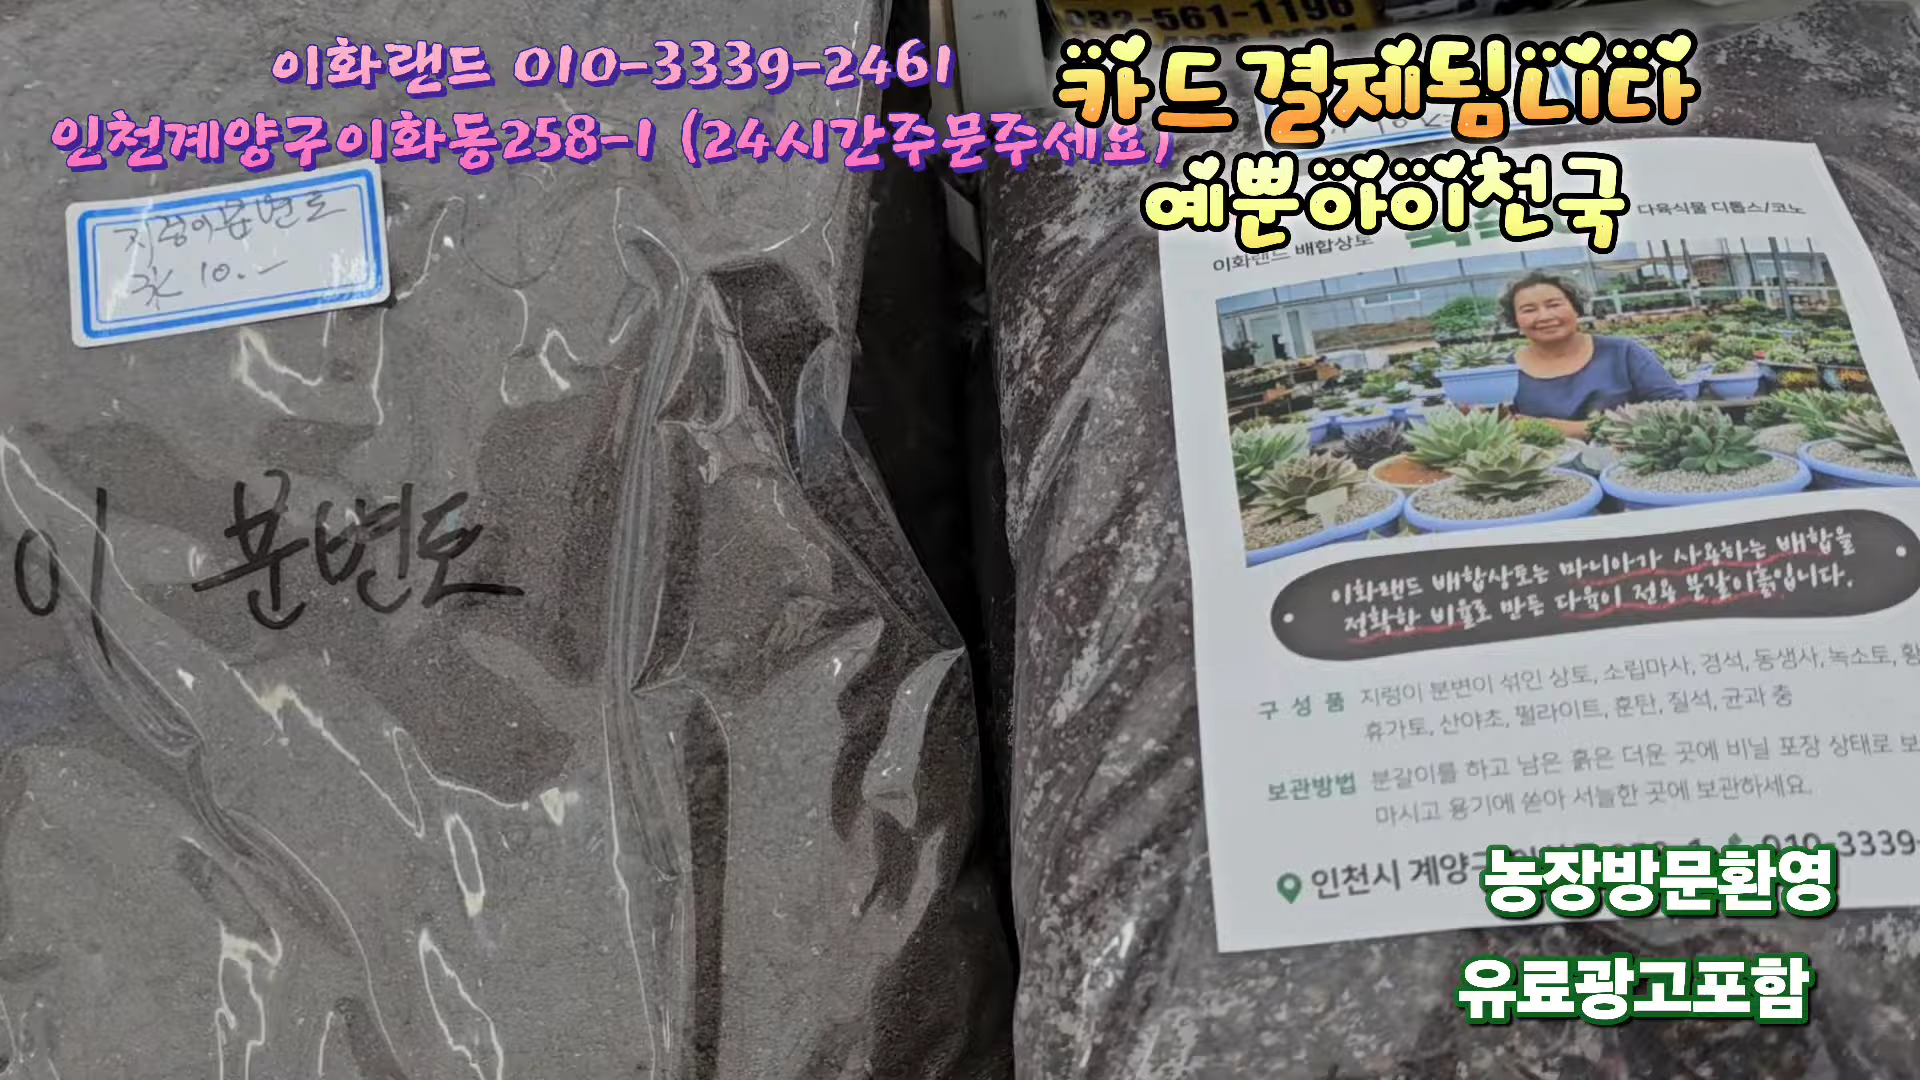 032-561-1196
이화랜드 010-3339-2461
인천계양구이화동258-1 (24시간주문주세요)
카드 결제됩니다
예쁜아이천국
지렁이분변토
10.-
이 분변토
다육식물 디톱스/코노
이화랜드 배합상토
이화랜드 배합상토는 마니아가 사용하는 배합을
정확한 비율로 만든 다육이 전용 분갈이흙입니다.
구성품 지렁이 분변이 섞인 상토, 소립마사, 경석, 동생사, 녹소토, 황
휴가토, 산야초, 펄라이트, 훈탄, 질석, 균과 충
보관방법 분갈이를 하고 남은 흙은 더운 곳에 비닐 포장 상태로 보
마시고 용기에 쏟아 서늘한 곳에 보관하세요.
인천시 계양구 010-3339-
농장방문환영
유료광고포함